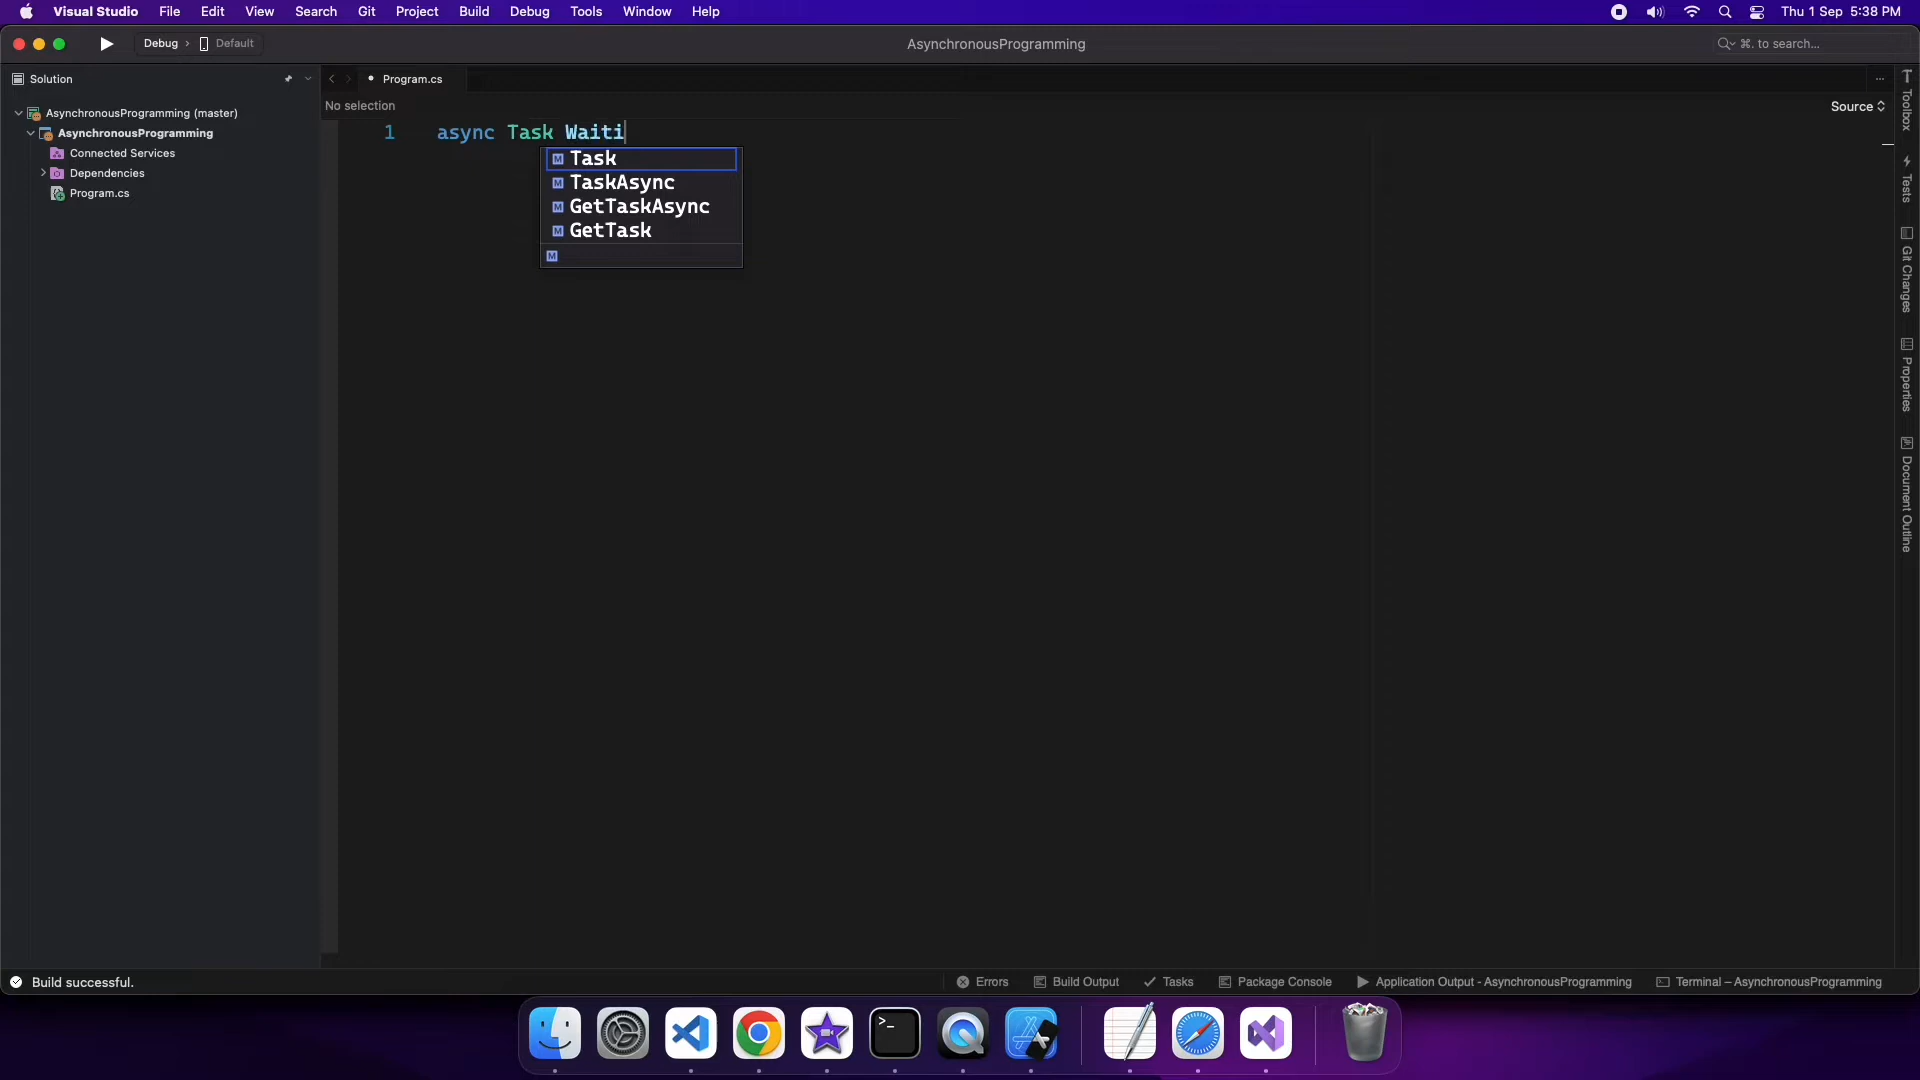 Visual Studio File Edit View Search Git Project Build Debug Tools Window Help
Thu 1 Sep 5:38 PM
Debug › Default
AsynchronousProgramming
⌘. to search...
Solution
Program.cs
No selection
Source
AsynchronousProgramming (master)
AsynchronousProgramming
Connected Services
Dependencies
Program.cs
1 async Task Waiti
Task
TaskAsync
GetTaskAsync
GetTask
Toolbox
Tests
Git Changes
Properties
Document Outline
Build successful.
Errors
Build Output
Tasks
Package Console
Application Output - AsynchronousProgramming
Terminal – AsynchronousProgramming